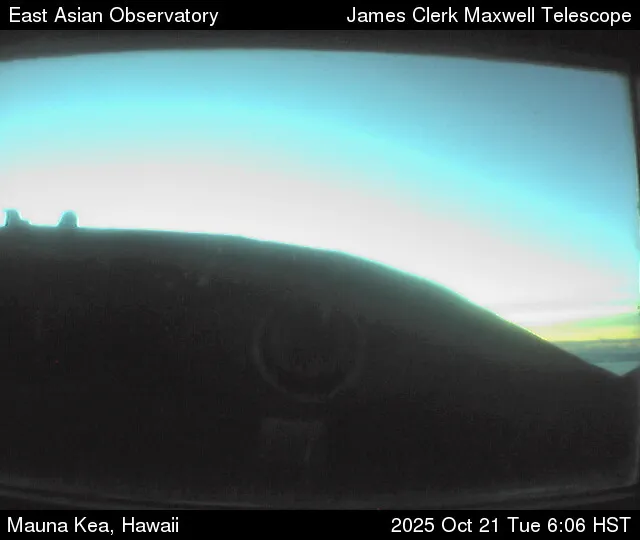 East Asian Observatory
James Clerk Maxwell Telescope
Mauna Kea, Hawaii
2025 Oct 21 Tue 6:06 HST